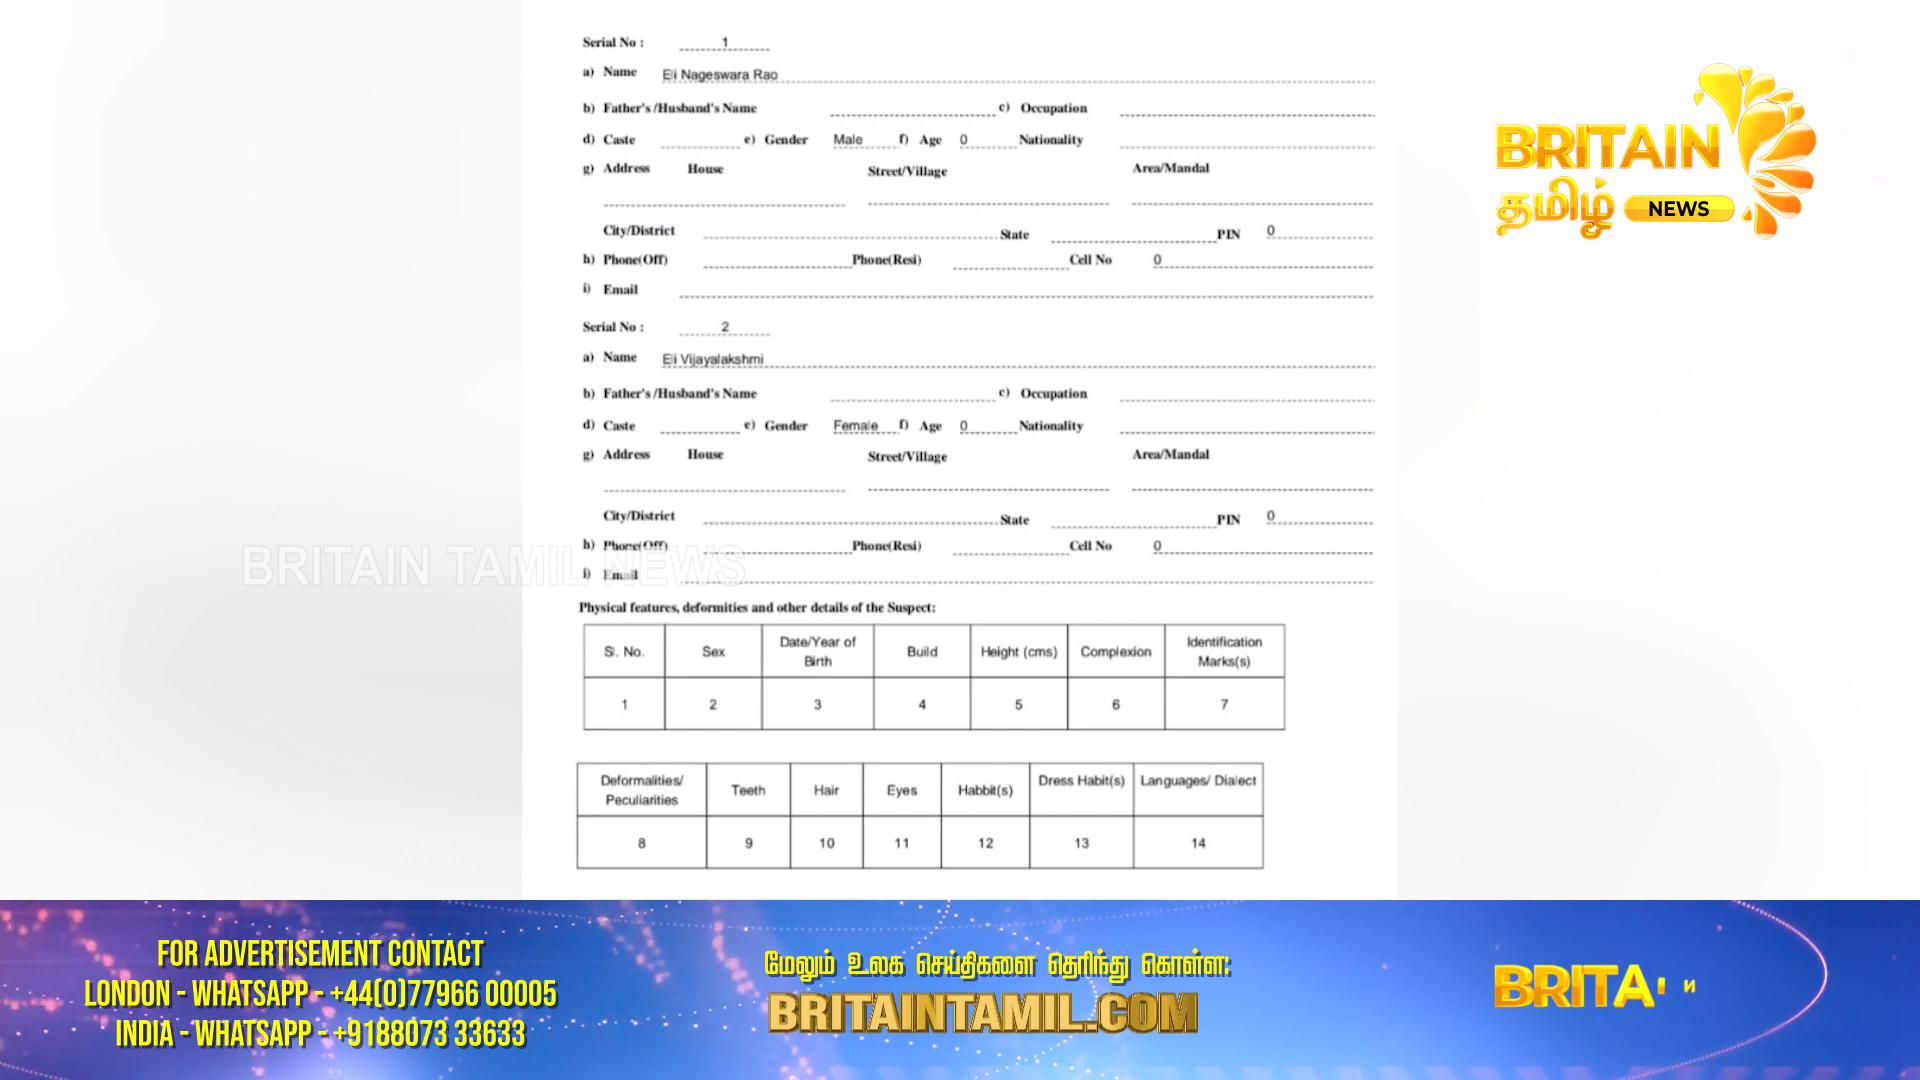 Serial No : 1
a) Name Eli Nageswara Rao
b) Father's /Husband's Name c) Occupation
d) Caste e) Gender Male f) Age 0 Nationality
g) Address House Street/Village Area/Mandal
City/District State PIN 0
h) Phone(Off) Phone(Resi) Cell No 0
i) Email
Serial No : 2
a) Name Eli Vijayalakshmi
b) Father's /Husband's Name c) Occupation
d) Caste e) Gender Female f) Age 0 Nationality
g) Address House Street/Village Area/Mandal
City/District State PIN 0
h) Phone(Off) Phone(Resi) Cell No 0
i) Email
Physical features, deformities and other details of the Suspect:
Sl. No. Sex Date/Year of Birth Build Height (cms) Complexion Identification Marks(s)
1 2 3 4 5 6 7
Deformalities/ Peculiarities Teeth Hair Eyes Habbit(s) Dress Habit(s) Languages/ Dialect
8 9 10 11 12 13 14
BRITAIN TAMIL NEWS
BRITAIN
தமிழ் NEWS
FOR ADVERTISEMENT CONTACT
LONDON - WHATSAPP - +44(0)77966 00005
INDIA - WHATSAPP - +9188073 33633
மேலும் உலக செய்திகளை தெரிந்து கொள்ள:
BRITAINTAMIL.COM
BRITA